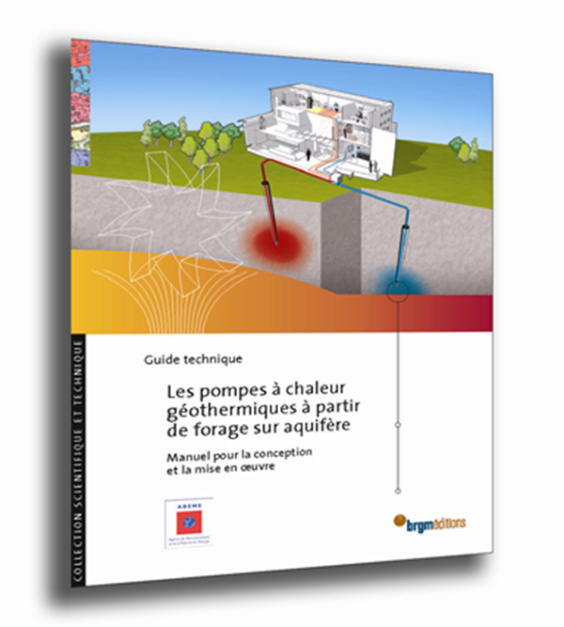 Guide technique
Les pompes à chaleur
géothermiques à partir
de forage sur aquifère
Manuel pour la conception
et la mise en œuvre
COLLECTION SCIENTIFIQUE ET TECHNIQUE
ADEME
brgméditions